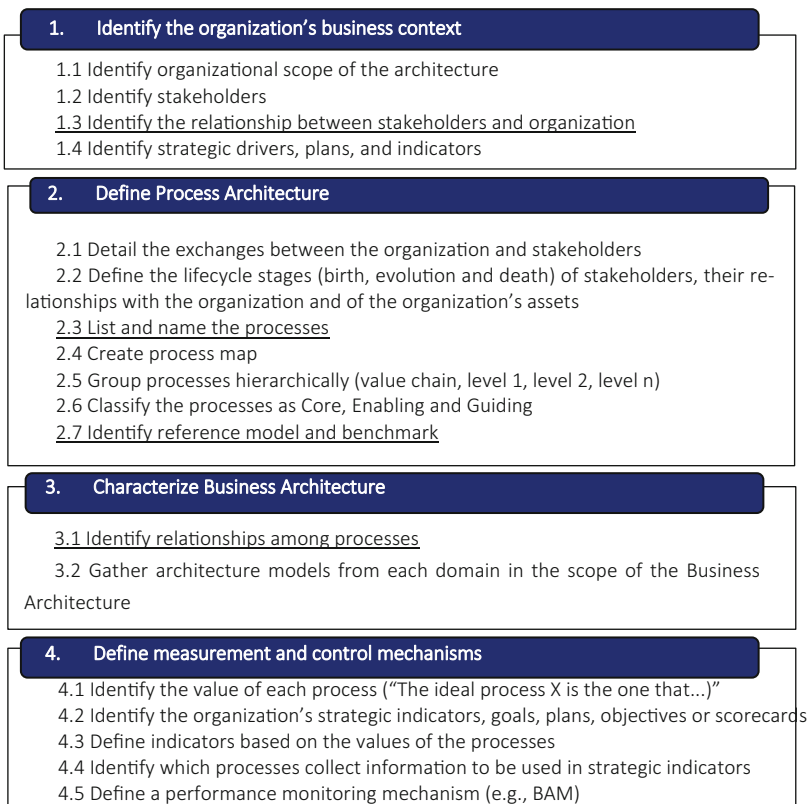 1. Identify the organization's business context
1.1 Identify organizational scope of the architecture
1.2 Identify stakeholders
1.3 Identify the relationship between stakeholders and organization
1.4 Identify strategic drivers, plans, and indicators
2. Define Process Architecture
2.1 Detail the exchanges between the organization and stakeholders
2.2 Define the lifecycle stages (birth, evolution and death) of stakeholders, their re-
lationships with the organization and of the organization's assets
2.3 List and name the processes
2.4 Create process map
2.5 Group processes hierarchically (value chain, level 1, level 2, level n)
2.6 Classify the processes as Core, Enabling and Guiding
2.7 Identify reference model and benchmark
3. Characterize Business Architecture
3.1 Identify relationships among processes
3.2 Gather architecture models from each domain in the scope of the Business
Architecture
4. Define measurement and control mechanisms
4.1 Identify the value of each process ("The ideal process X is the one that...)"
4.2 Identify the organization's strategic indicators, goals, plans, objectives or scorecards
4.3 Define indicators based on the values of the processes
4.4 Identify which processes collect information to be used in strategic indicators
4.5 Define a performance monitoring mechanism (e.g., BAM)